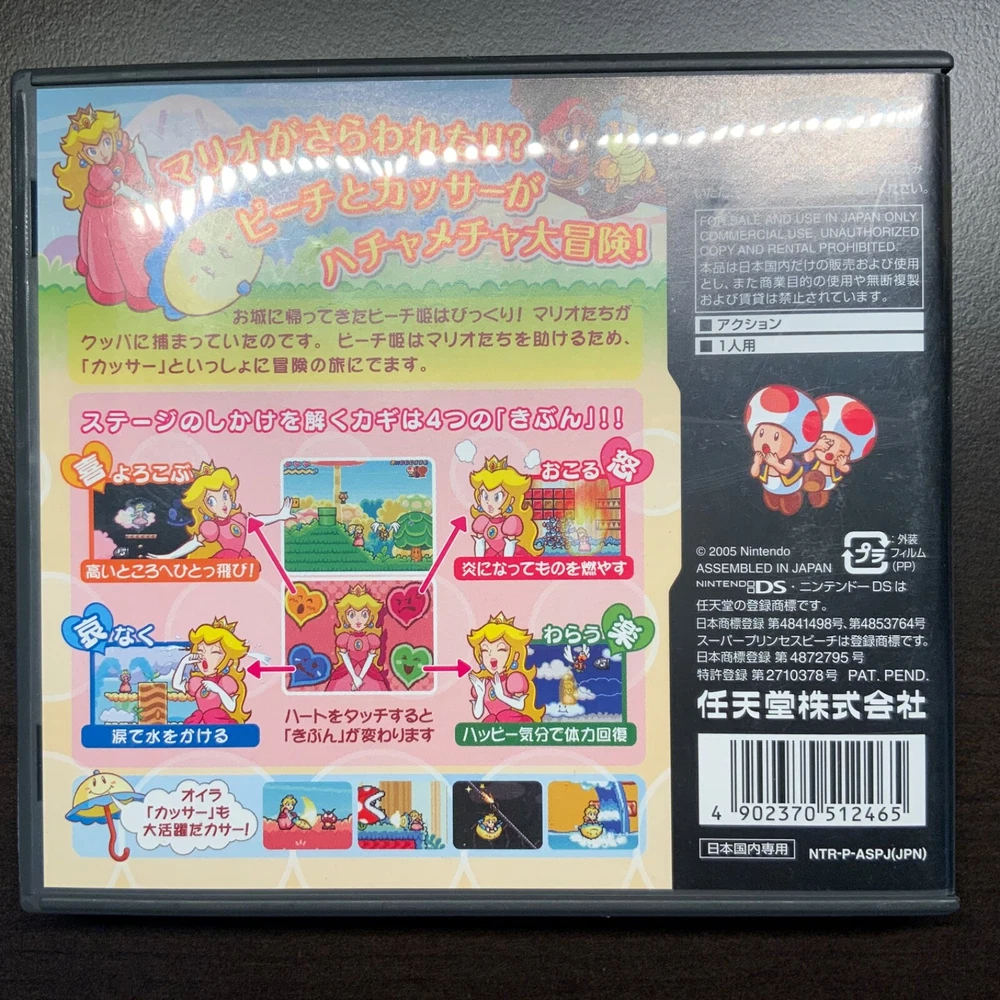 マリオがさらわれた!!?
ピーチとカッサーが
ハチャメチャ大冒険!
お城に帰ってきたピーチ姫はびっくり! マリオたちが
クッパに捕まっていたのです。 ピーチ姫はマリオたちを助けるため、
「カッサー」といっしょに冒険の旅にでます。
ステージのしかけを解くカギは4つの「きぶん」!!!
喜 よろこぶ
高いところへひとっ飛び!
おこる 怒
炎になってものを燃やす
哀 なく
涙で水をかける
わらう 楽
ハッピー気分で体力回復
ハートをタッチすると
「きぶん」が変わります
オイラ
「カッサー」も
大活躍だカサー!
FOR SALE AND USE IN JAPAN ONLY.
COMMERCIAL USE, UNAUTHORIZED
COPY AND RENTAL PROHIBITED.
本品は日本国内だけの販売および使用
とし、また商業目的の使用や無断複製
および賃貸は禁止されています。
■ アクション
■ 1人用
© 2005 Nintendo
ASSEMBLED IN JAPAN
プラ
:外装
フィルム
(PP)
NINTENDO DS・ニンテンドーDSは
任天堂の登録商標です。
日本商標登録 第4841498号、第4853764号
スーパープリンセスピーチは登録商標です。
日本商標登録 第4872795号
特許登録 第2710378号 PAT. PEND.
任天堂株式会社
4 902370 512465
日本国内専用
NTR-P-ASPJ(JPN)